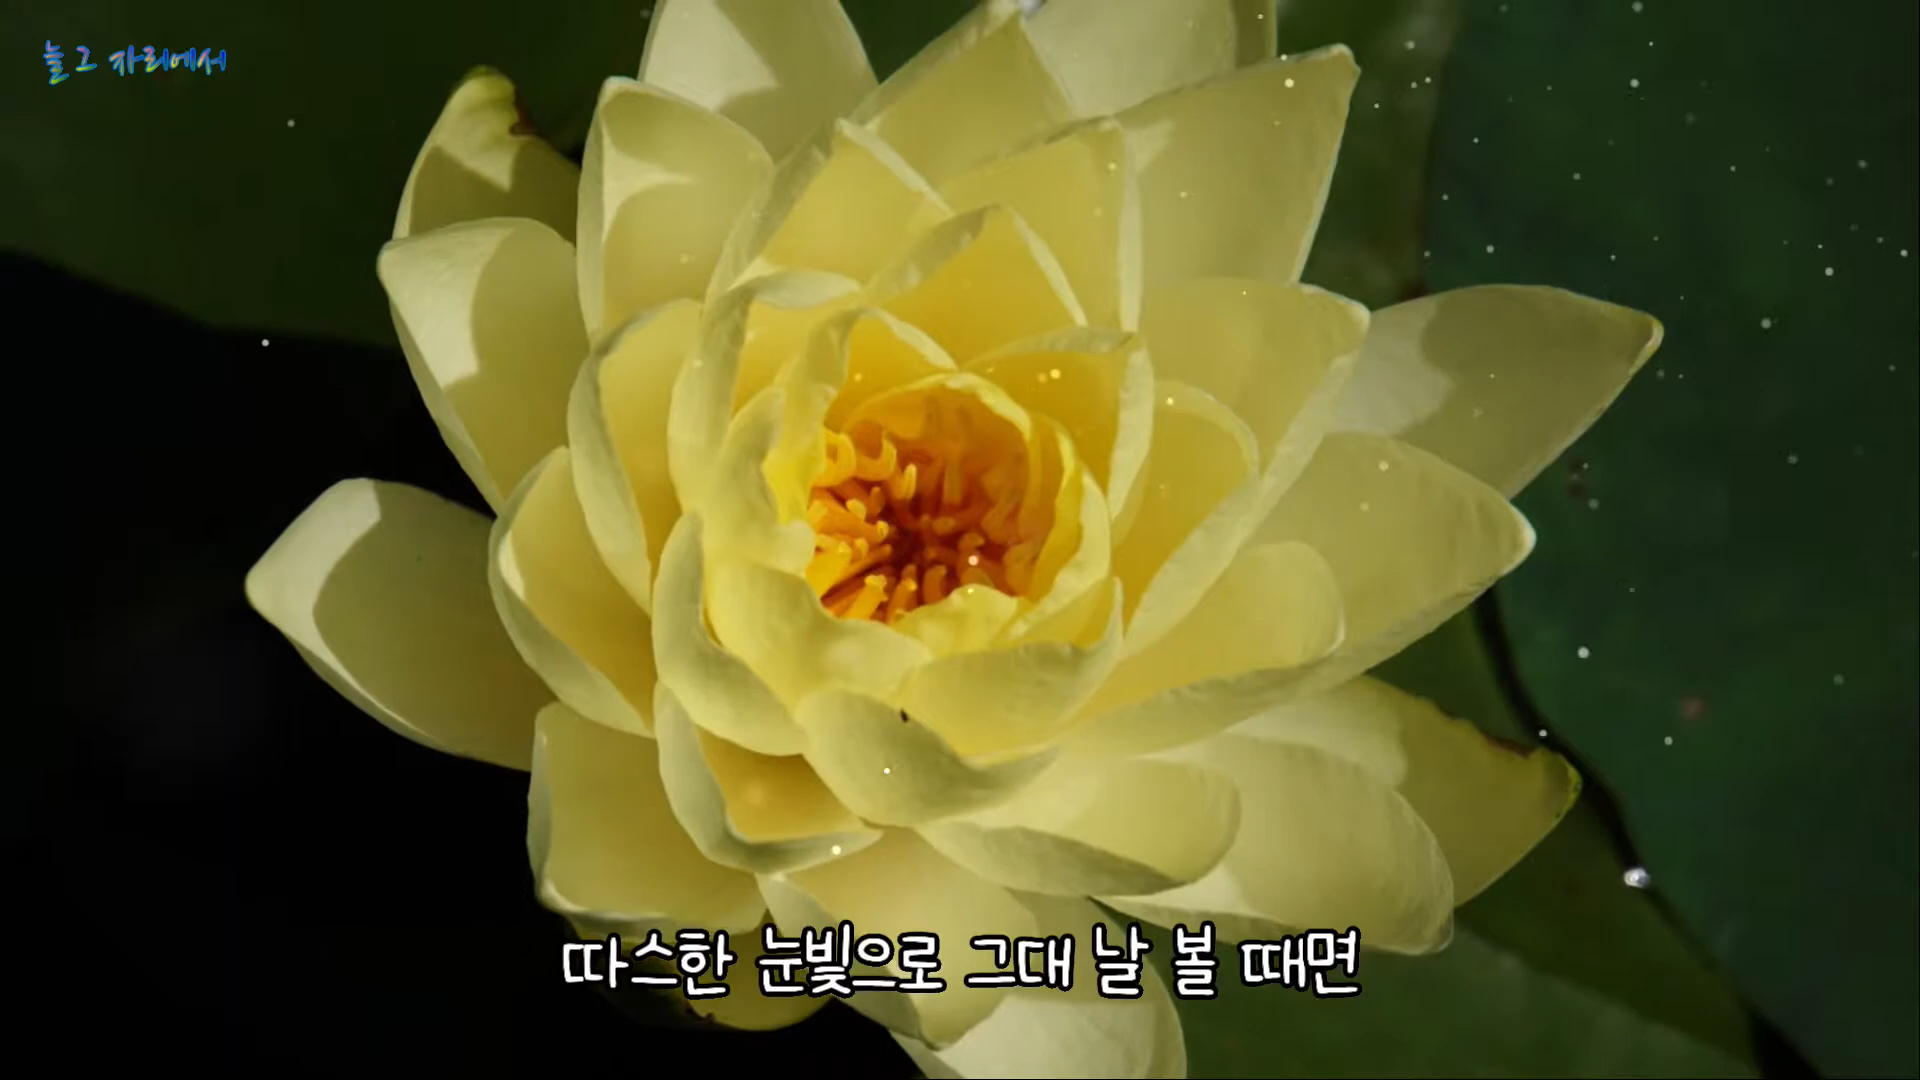 늘 그 자리에서
따스한 눈빛으로 그대 날 볼 때면